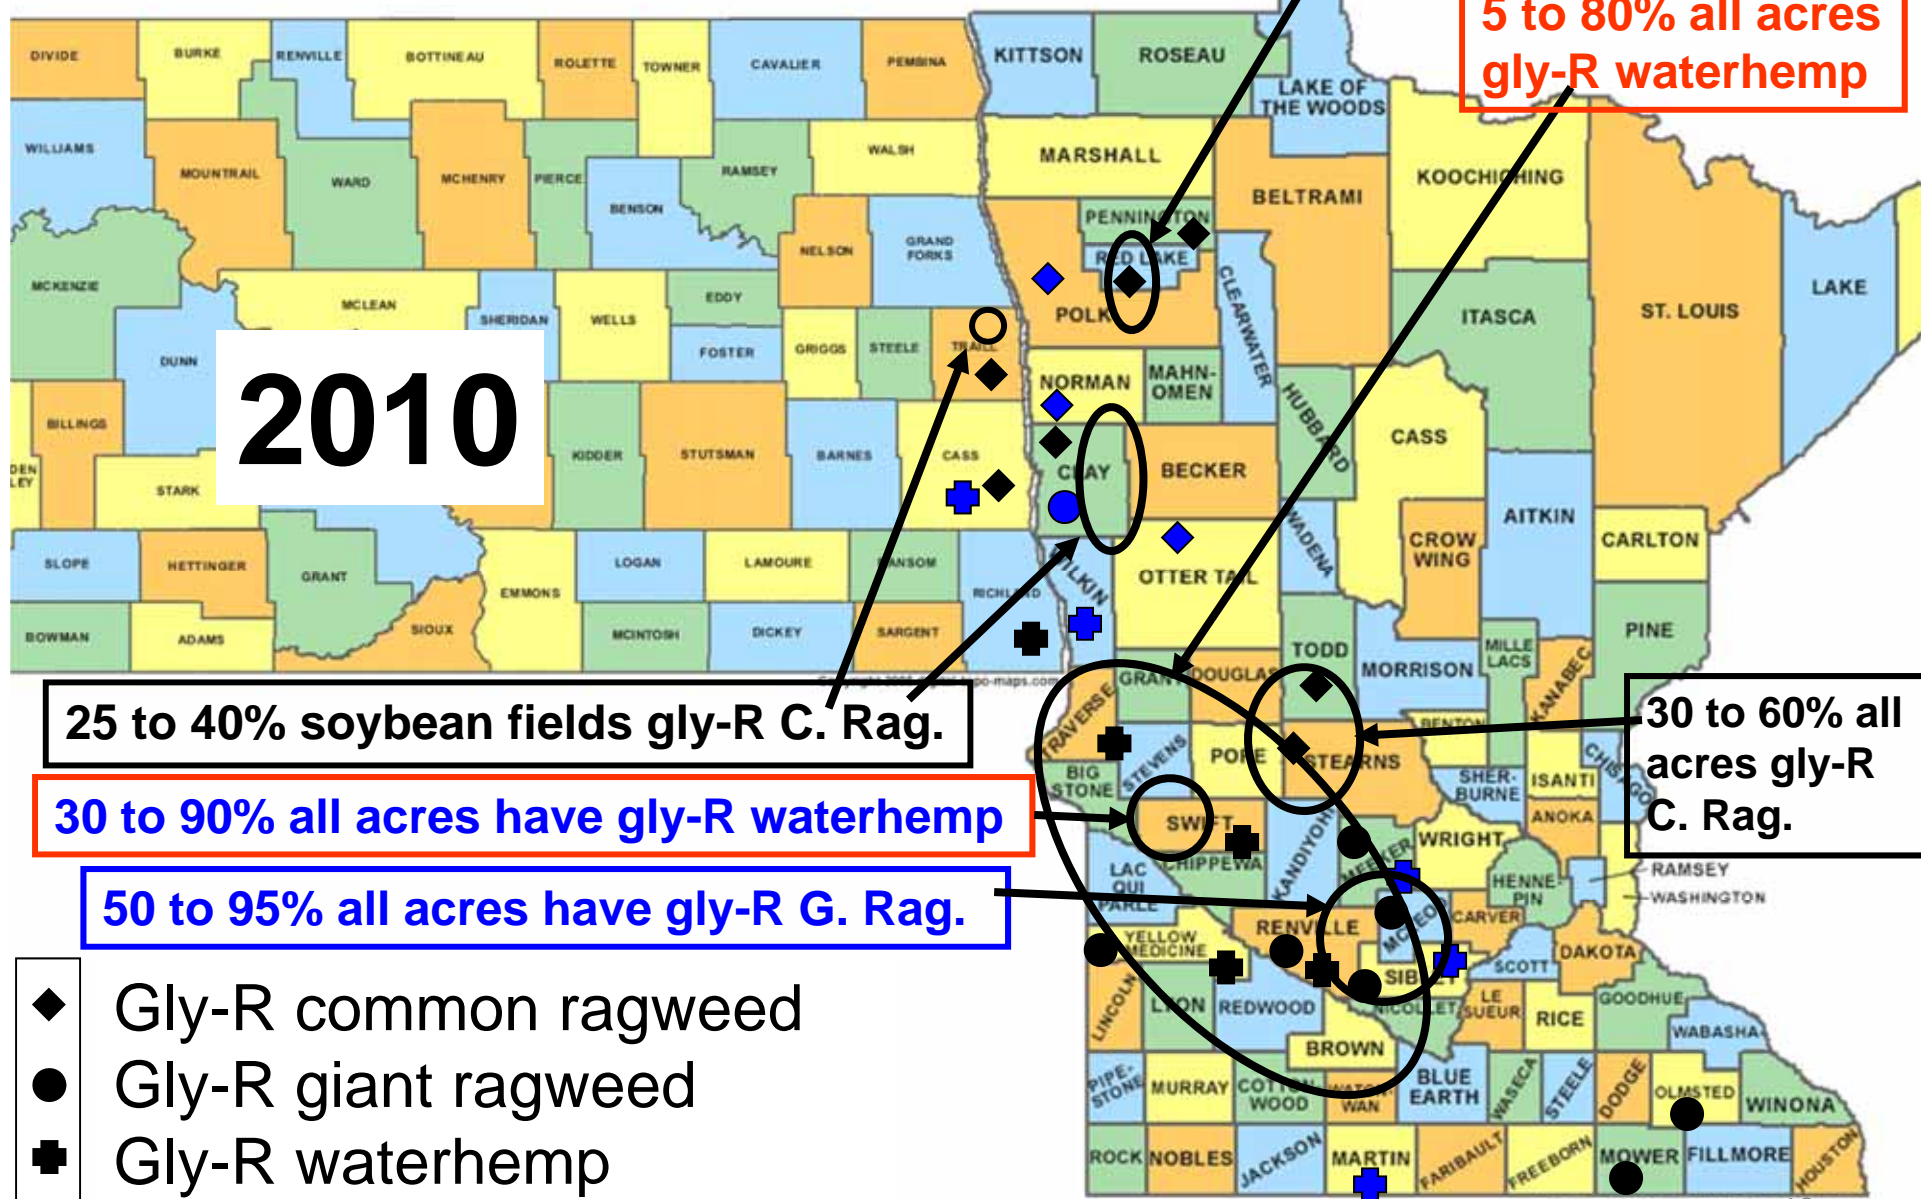 5 to 80% all acres
gly-R waterhemp
DIVIDE
BURKE
RENVILLE
BOTTINEAU
ROLETTE
TOWNER
CAVALIER
PEMBINA
KITTSON
ROSEAU
LAKE OF
THE WOODS
WILLIAMS
MOUNTRAIL
WARD
MCHENRY
PIERCE
BENSON
RAMSEY
WALSH
MARSHALL
BELTRAMI
KOOCHICHING
PENNINGTON
RED LAKE
NELSON
GRAND
FORKS
MCKENZIE
MCLEAN
SHERIDAN
WELLS
EDDY
FOSTER
GRIGGS
STEELE
TRAILL
POLK
CLEARWATER
ITASCA
ST. LOUIS
LAKE
DUNN
2010
NORMAN
MAHN-
OMEN
HUBBARD
CASS
BILLINGS
STARK
KIDDER
STUTSMAN
BARNES
CASS
CLAY
BECKER
DEN
LEY
AITKIN
CARLTON
CROW
WING
WADENA
SLOPE
HETTINGER
GRANT
EMMONS
LOGAN
LAMOURE
RANSOM
RICHLAND
WILKIN
OTTER TAIL
BOWMAN
ADAMS
SIOUX
MCINTOSH
DICKEY
SARGENT
TODD
MORRISON
MILLE
LACS
KANABEC
PINE
GRANT
DOUGLAS
TRAVERSE
25 to 40% soybean fields gly-R C. Rag.
30 to 60% all
acres gly-R
C. Rag.
BENTON
STEVENS
POPE
STEARNS
BIG
STONE
SHER-
BURNE
ISANTI
CHISAGO
ANOKA
30 to 90% all acres have gly-R waterhemp
SWIFT
KANDIYOHI
MEEKER
WRIGHT
CHIPPEWA
LAC
QUI
PARLE
HENNE-
PIN
RAMSEY
WASHINGTON
50 to 95% all acres have gly-R G. Rag.
RENVILLE
MCLEOD
CARVER
YELLOW
MEDICINE
SIBLEY
SCOTT
DAKOTA
LINCOLN
LYON
REDWOOD
NICOLLET
LE
SUEUR
RICE
GOODHUE
WABASHA
BROWN
Gly-R common ragweed
Gly-R giant ragweed
Gly-R waterhemp
PIPE-
STONE
MURRAY
COTTON
WOOD
WATON
WAN
BLUE
EARTH
WASECA
STEELE
DODGE
OLMSTED
WINONA
ROCK
NOBLES
JACKSON
MARTIN
FARIBAULT
FREEBORN
MOWER
FILLMORE
HOUSTON